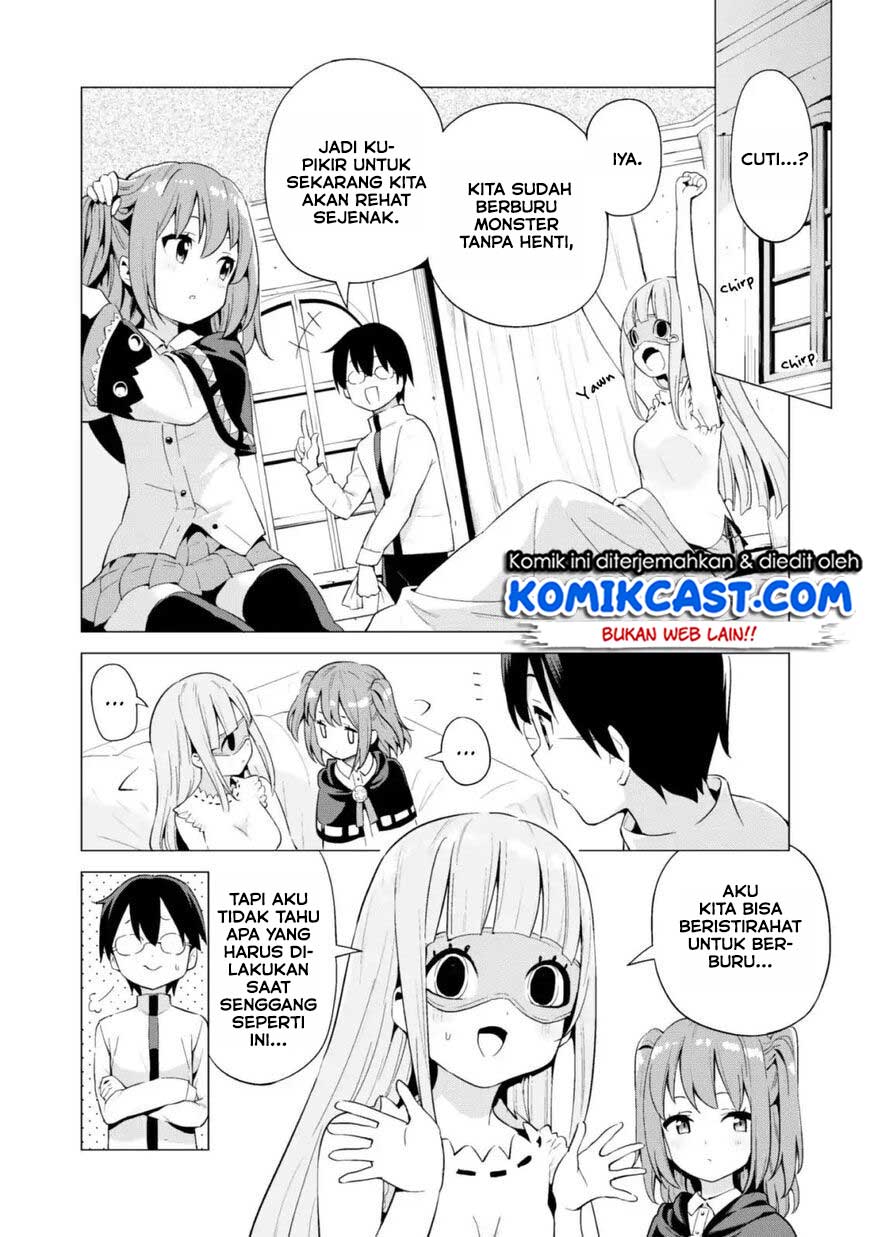 CUTI...?
IYA.
KITA SUDAH
BERBURU
MONSTER
TANPA HENTI,
JADI KU-
PIKIR UNTUK
SEKARANG KITA
AKAN REHAT
SEJENAK.
chirp
chirp
Yawn
Komik ini diterjemahkan & diedit oleh
KOMIKCAST.COM
BUKAN WEB LAIN!!
...
...
AKU
KITA BISA
BERISTIRAHAT
UNTUK BER-
BURU...
TAPI AKU
TIDAK TAHU
APA YANG
HARUS DI-
LAKUKAN
SAAT
SENGGANG
SEPERTI
INI...